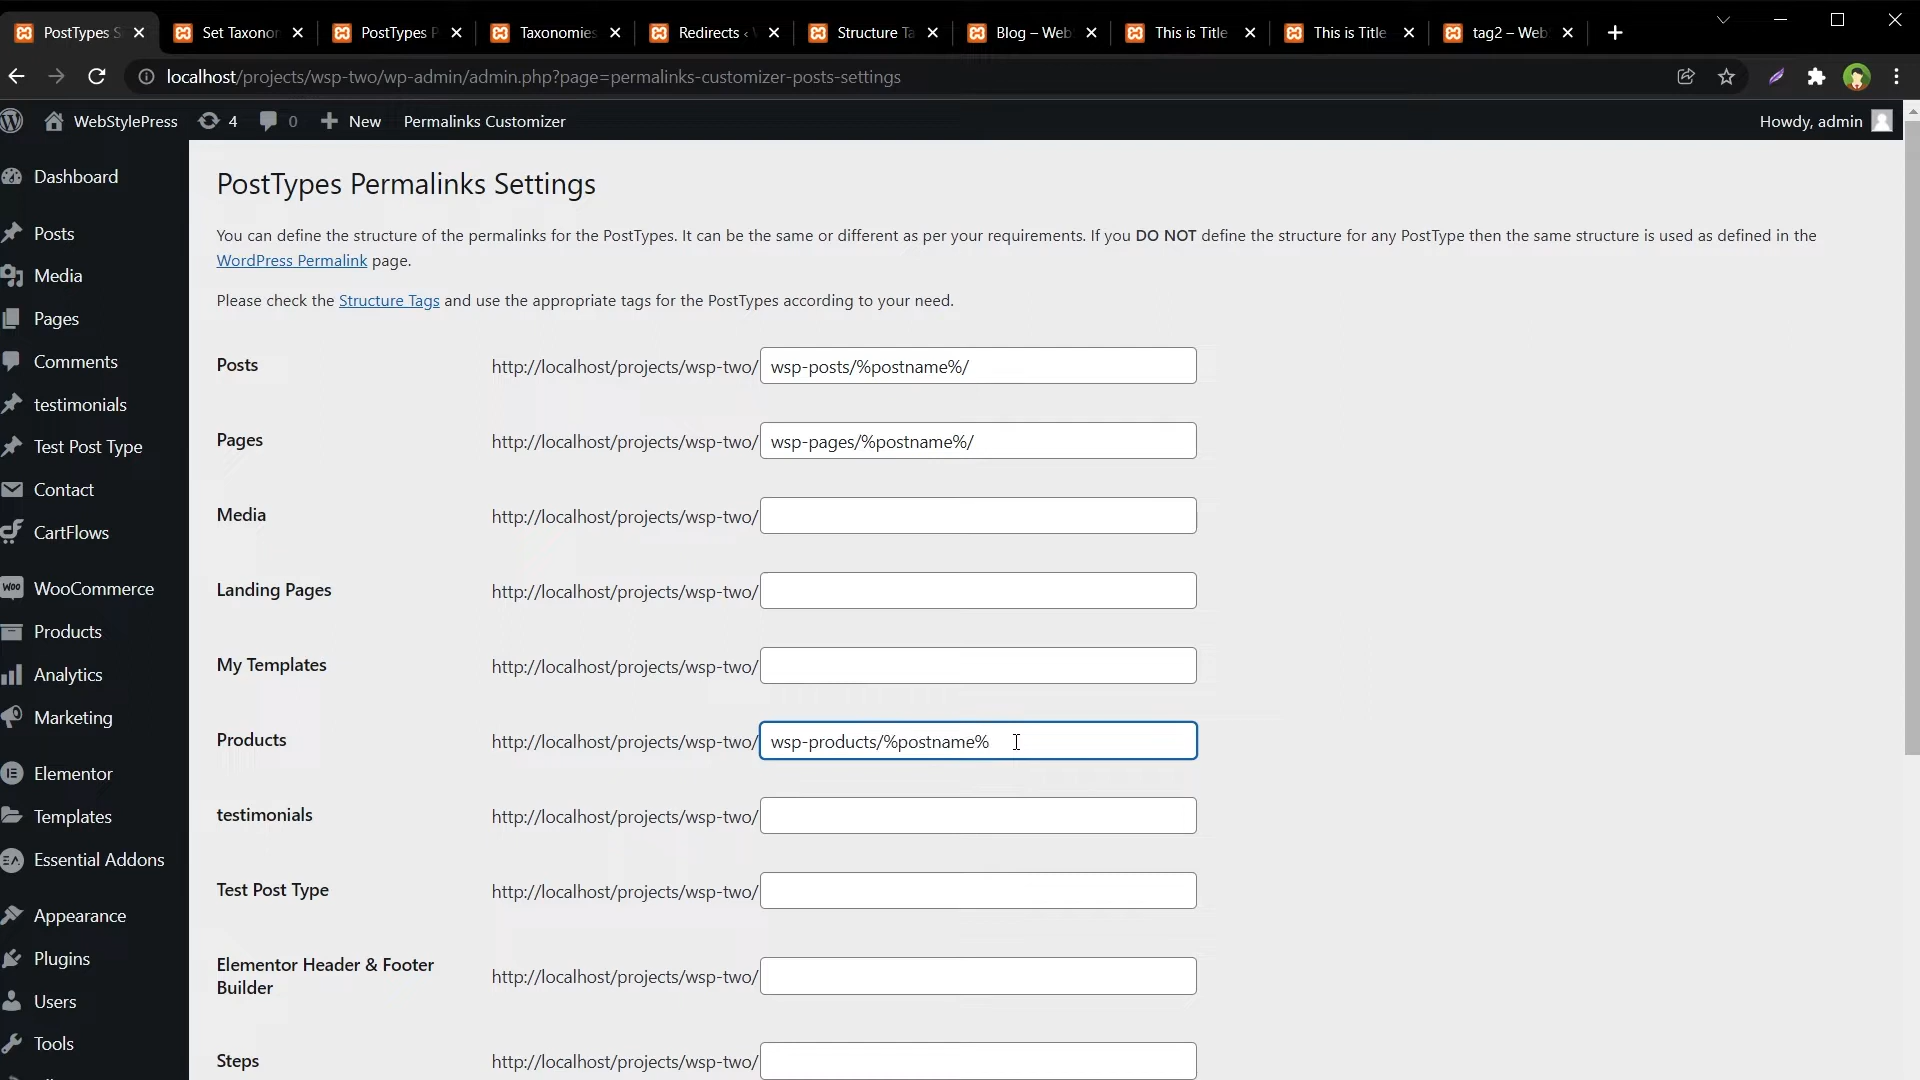 PostTypes S
Set Taxonor
PostTypes P
Taxonomies
Redirects ‹
Structure Ta
Blog – Web
This is Title
This is Title
tag2 – Web
localhost/projects/wsp-two/wp-admin/admin.php?page=permalinks-customizer-posts-settings
WebStylePress
4
0
New
Permalinks Customizer
Howdy, admin
Dashboard
Posts
Media
Pages
Comments
testimonials
Test Post Type
Contact
CartFlows
WooCommerce
Products
Analytics
Marketing
Elementor
Templates
Essential Addons
Appearance
Plugins
Users
Tools
PostTypes Permalinks Settings
You can define the structure of the permalinks for the PostTypes. It can be the same or different as per your requirements. If you DO NOT define the structure for any PostType then the same structure is used as defined in the
WordPress Permalink page.
Please check the Structure Tags and use the appropriate tags for the PostTypes according to your need.
Posts http://localhost/projects/wsp-two/ wsp-posts/%postname%/
Pages http://localhost/projects/wsp-two/ wsp-pages/%postname%/
Media http://localhost/projects/wsp-two/
Landing Pages http://localhost/projects/wsp-two/
My Templates http://localhost/projects/wsp-two/
Products http://localhost/projects/wsp-two/ wsp-products/%postname%
testimonials http://localhost/projects/wsp-two/
Test Post Type http://localhost/projects/wsp-two/
Elementor Header & Footer
Builder http://localhost/projects/wsp-two/
Steps http://localhost/projects/wsp-two/